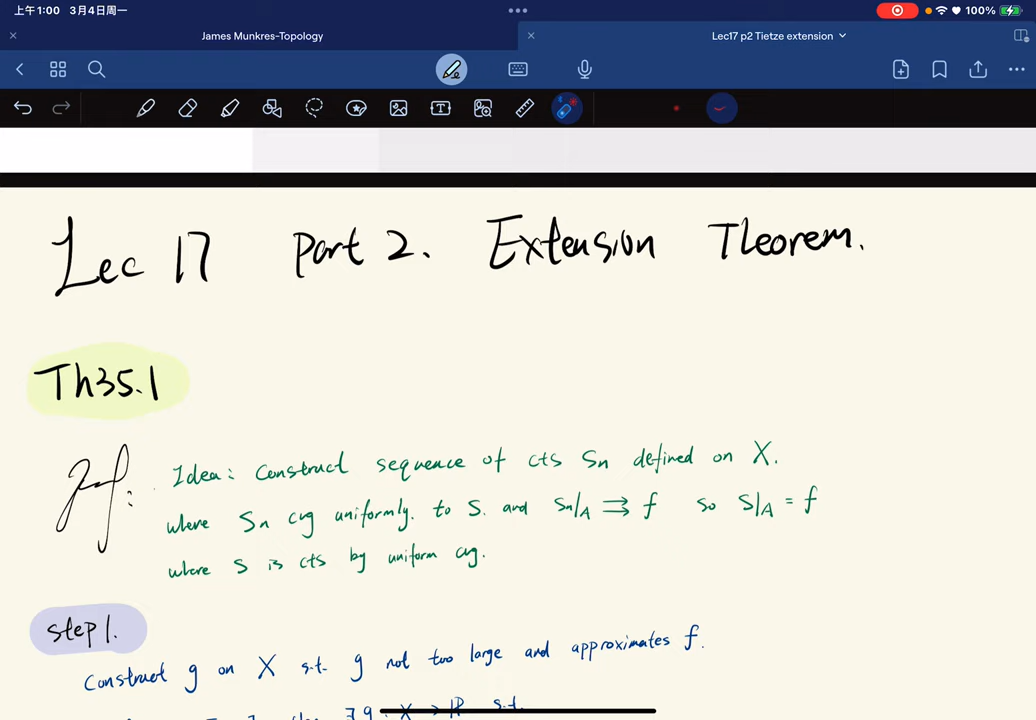 上午1:00 3月4日周一
100%
James Munkres-Topology
Lec17 p2 Tietze extension
Lec 17 Part 2. Extension Theorem.
Th35.1
Prf:
Idea: Construct sequence of cts Sn defined on X.
where Sn cvg uniformly. to S. and Sn|A ⇉ f so S|A = f
where S is cts by uniform cvg.
Step 1.
Construct g on X s.t. g not too large and approximates f.
∃ g: X → ℝ s.t.